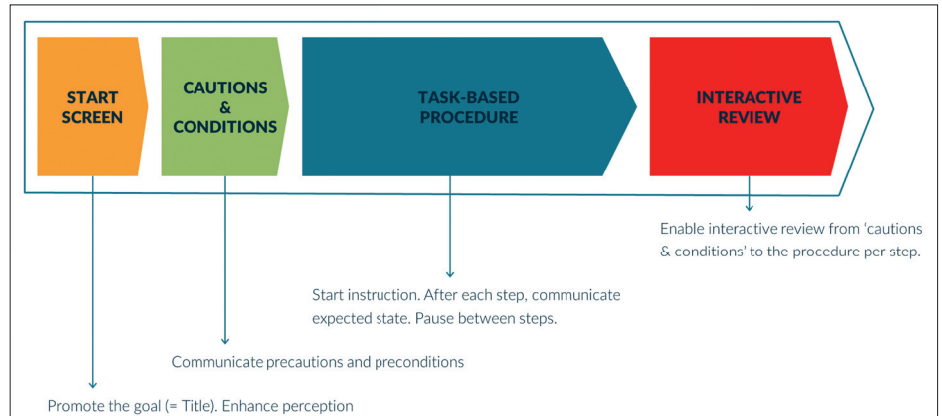 START
SCREEN
CAUTIONS
&
CONDITIONS
TASK-BASED
PROCEDURE
INTERACTIVE
REVIEW
Enable interactive review from ‘cautions
& conditions’ to the procedure per step.
Start instruction. After each step, communicate
expected state. Pause between steps.
Communicate precautions and preconditions
Promote the goal (= Title). Enhance perception